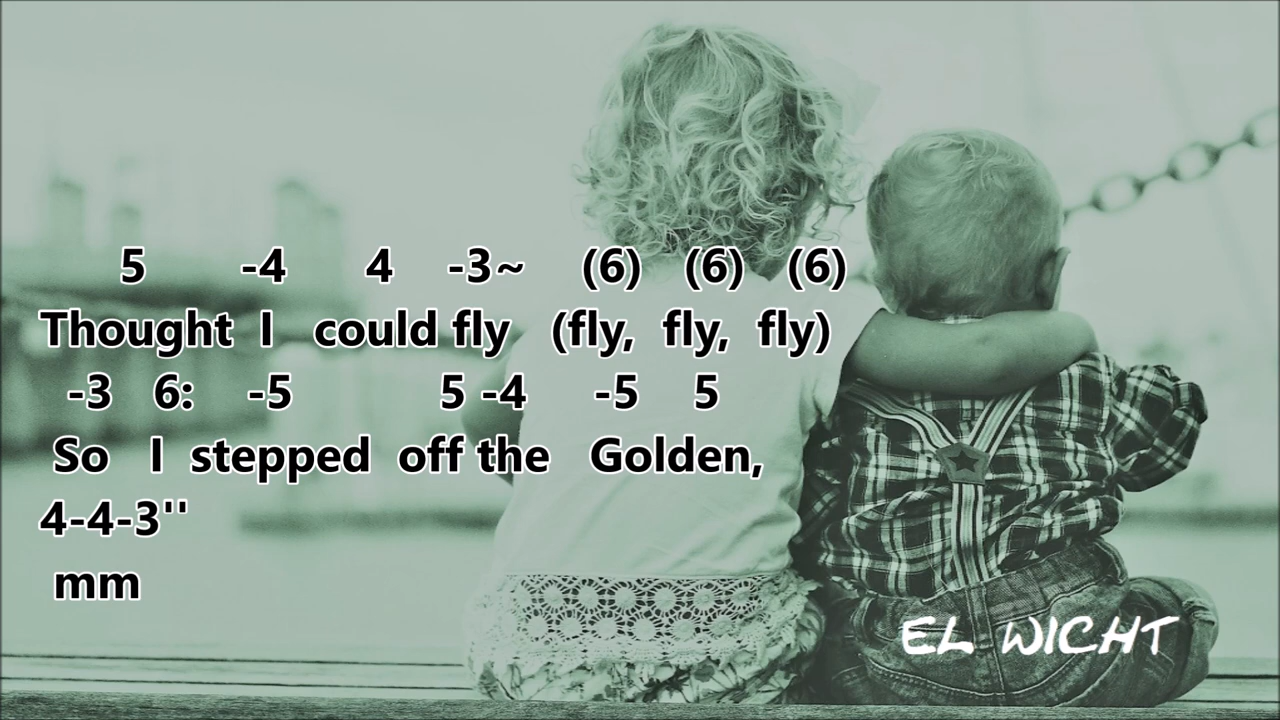 5 -4 4 -3~ (6) (6) (6)
Thought I could fly (fly, fly, fly)
-3 6: -5 5 -4 -5 5
So I stepped off the Golden,
4-4-3''
mm
EL WICHT